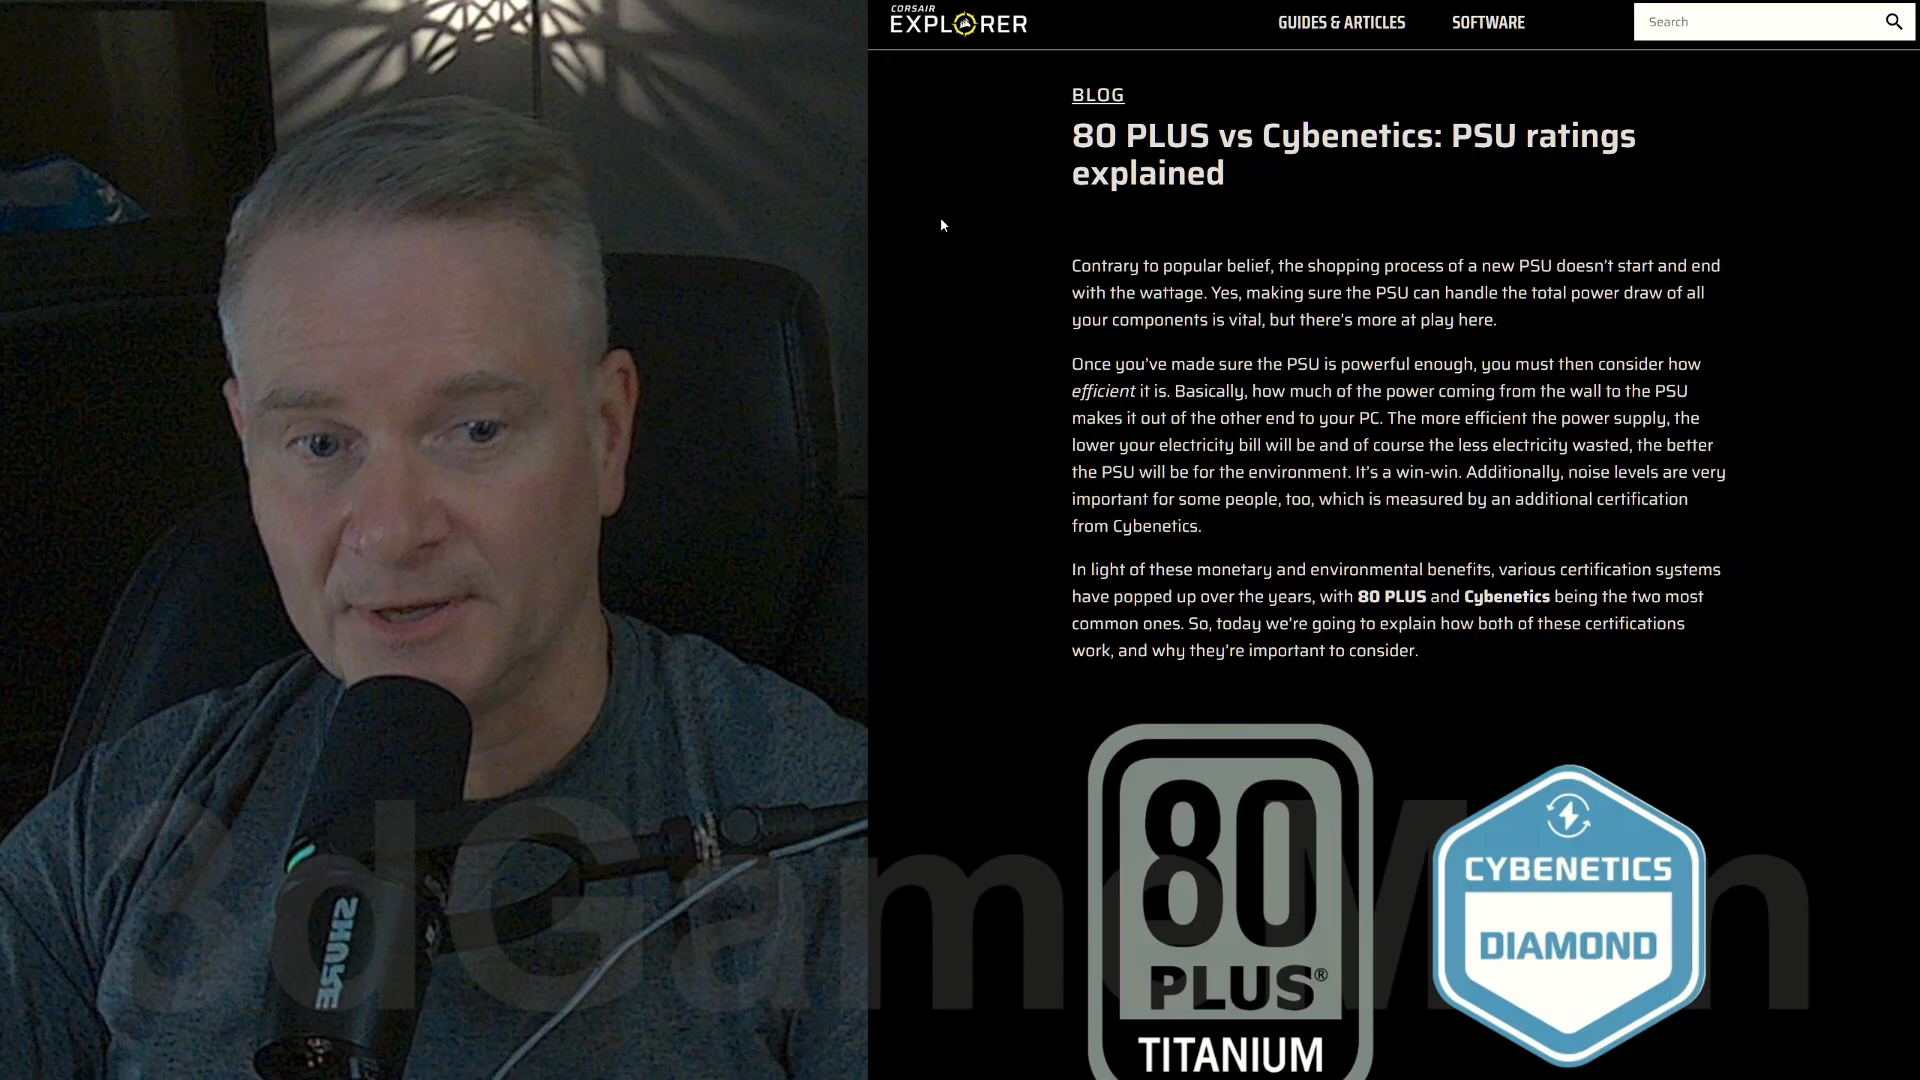 CORSAIR
EXPLORER
GUIDES & ARTICLES
SOFTWARE
Search
BLOG
80 PLUS vs Cybenetics: PSU ratings
explained
Contrary to popular belief, the shopping process of a new PSU doesn't start and end
with the wattage. Yes, making sure the PSU can handle the total power draw of all
your components is vital, but there's more at play here.
Once you've made sure the PSU is powerful enough, you must then consider how
efficient it is. Basically, how much of the power coming from the wall to the PSU
makes it out of the other end to your PC. The more efficient the power supply, the
lower your electricity bill will be and of course the less electricity wasted, the better
the PSU will be for the environment. It's a win-win. Additionally, noise levels are very
important for some people, too, which is measured by an additional certification
from Cybenetics.
In light of these monetary and environmental benefits, various certification systems
have popped up over the years, with 80 PLUS and Cybenetics being the two most
common ones. So, today we're going to explain how both of these certifications
work, and why they're important to consider.
80
PLUS®
TITANIUM
CYBENETICS
DIAMOND
SHURE
3dGameMan